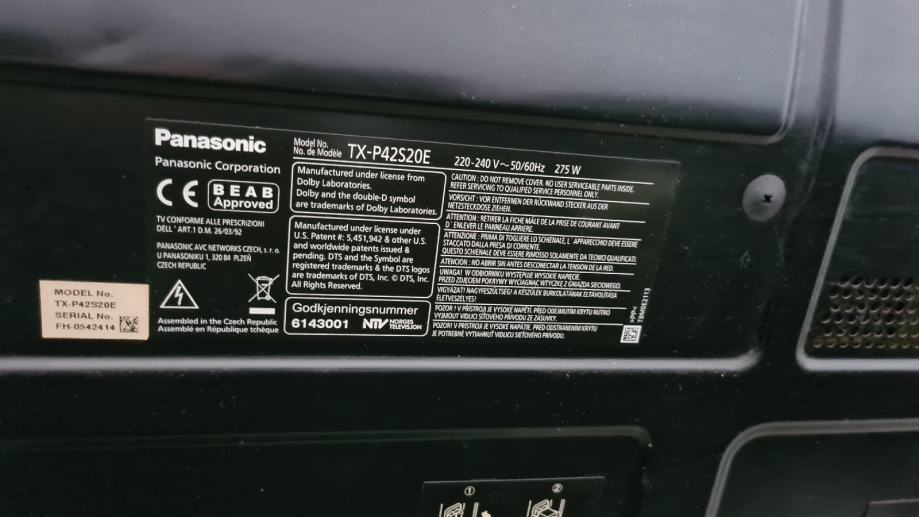 Panasonic
Panasonic Corporation
CE
BEAB
Approved
TV CONFORME ALLE PRESCRIZIONI
DELL' ART.1 D.M. 26/03/92
PANASONIC AVC NETWORKS CZECH, s. r. o.
U PANASONIKU 1, 320 84 PLZEŇ
CZECH REPUBLIC
Assembled in the Czech Republic
Assemblé en République tchèque
Model No.
No. de Modèle
TX-P42S20E
220-240 V~50/60Hz 275 W
Manufactured under license from
Dolby Laboratories.
Dolby and the double-D symbol
are trademarks of Dolby Laboratories.
Manufactured under license under
U.S. Patent #: 5,451,942 & other U.S.
and worldwide patents issued &
pending. DTS and the Symbol are
registered trademarks & the DTS logos
are trademarks of DTS, Inc. © DTS, Inc.
All Rights Reserved.
Godkjenningsnummer
6143001
NTV NORGES
TELEVISJON
CAUTION : DO NOT REMOVE COVER. NO USER SERVICEABLE PARTS INSIDE.
REFER SERVICING TO QUALIFIED SERVICE PERSONNEL ONLY.
VORSICHT : VOR ENTFERNEN DER RÜCKWAND STECKER AUS DER
NETZSTECKDOSE ZIEHEN.
ATTENTION : RETIRER LA FICHE MÂLE DE LA PRISE DE COURANT AVANT
D' ENLEVER LE PANNEAU ARRIERE.
ATTENZIONE : PRIMA DI TOGLIERE LO SCHIENALE, L' APPARECCHIO DEVE ESSERE
STACCATO DALLA PRESA DI CORRENTE.
QUESTO SCHIENALE DEVE ESSERE RIMOSSO SOLAMENTE DA TECNICI QUALIFICATI.
ATENCION : NO ABRIR SIN ANTES DESCONECTAR LA TENSION DE LA RED.
UWAGA! W ODBIORNIKU WYSTĘPUJE WYSOKIE NAPIĘCIE.
PRZED ZDJĘCIEM POKRYWY WYCIĄGNĄĆ WTYCZKĘ Z GNIAZDA SIECIOWEGO.
VIGYÁZAT! NAGYFESZÜLTSÉG! A KÉSZÜLÉK BURKOLATÁNAK ELTÁVOLÍTÁSA
ÉLETVESZÉLYES!
POZOR ! V PŘÍSTROJI JE VYSOKÉ NAPĚTÍ. PŘED ODEJMUTÍM KRYTU NUTNO
VYJMOUT VIDLICI SÍŤOVÉHO PŘÍVODU ZE ZÁSUVKY.
POZOR! V PRÍSTROJI JE VYSOKÉ NAPÄTIE. PRED ODSTRÁNENÍM KRYTU
JE POTREBNÉ VYTIAHNUŤ VIDLICU SIEŤOVÉHO PRÍVODU.
TBM0E2113
MODEL No.
TX-P42S20E
SERIAL No.
FH-0542414
①
②